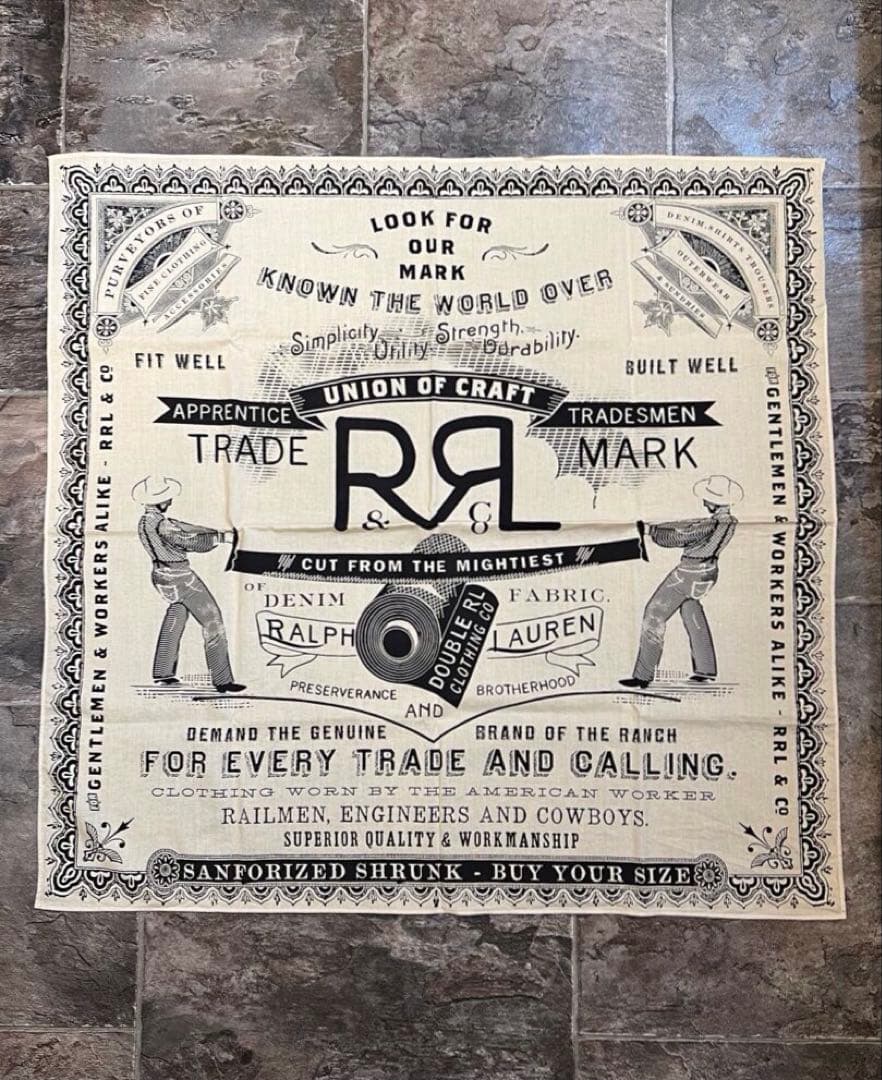 PURVEYORS OF
FINE CLOTHING
ACCESSORIES
LOOK FOR
OUR
MARK
KNOWN THE WORLD OVER
DENIM, SHIRTS TROUSERS
OUTERWEAR
& SUNDRIES
Simplicity. Strength.
Utility. Durability.
FIT WELL
BUILT WELL
UNION OF CRAFT
APPRENTICE
TRADESMEN
TRADE
MARK
RRL
& Co
CUT FROM THE MIGHTIEST
OF DENIM FABRIC.
RALPH LAUREN
DOUBLE RL
CLOTHING CO
PRESERVERANCE
AND
BROTHERHOOD
DEMAND THE GENUINE BRAND OF THE RANCH
FOR EVERY TRADE AND CALLING.
CLOTHING WORN BY THE AMERICAN WORKER
RAILMEN, ENGINEERS AND COWBOYS.
SUPERIOR QUALITY & WORKMANSHIP
SANFORIZED SHRUNK - BUY YOUR SIZE
GENTLEMEN & WORKERS ALIKE - RRL & Co
GENTLEMEN & WORKERS ALIKE - RRL & Co